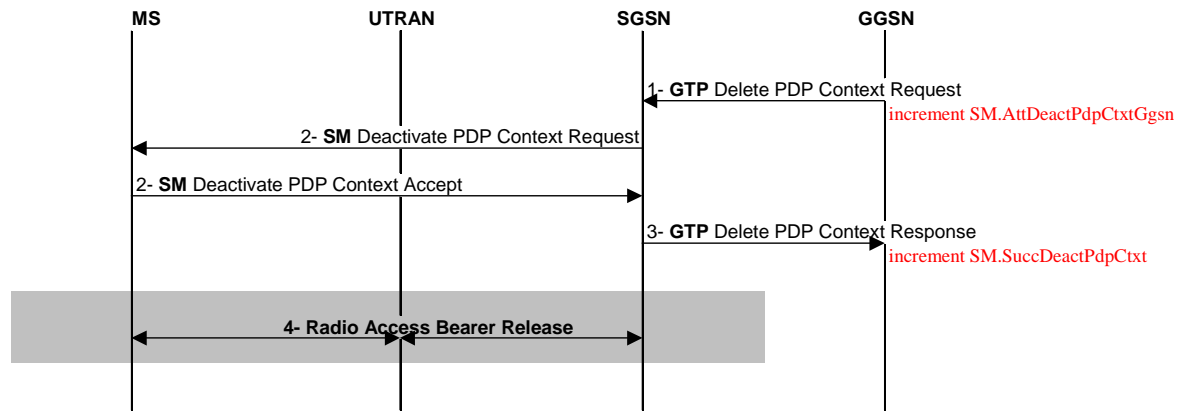 MS UTRAN SGSN GGSN
1- GTP Delete PDP Context Request
increment SM.AttDeactPdpCtxtGgsn
2- SM Deactivate PDP Context Request
2- SM Deactivate PDP Context Accept
3- GTP Delete PDP Context Response
increment SM.SuccDeactPdpCtxt
4- Radio Access Bearer Release